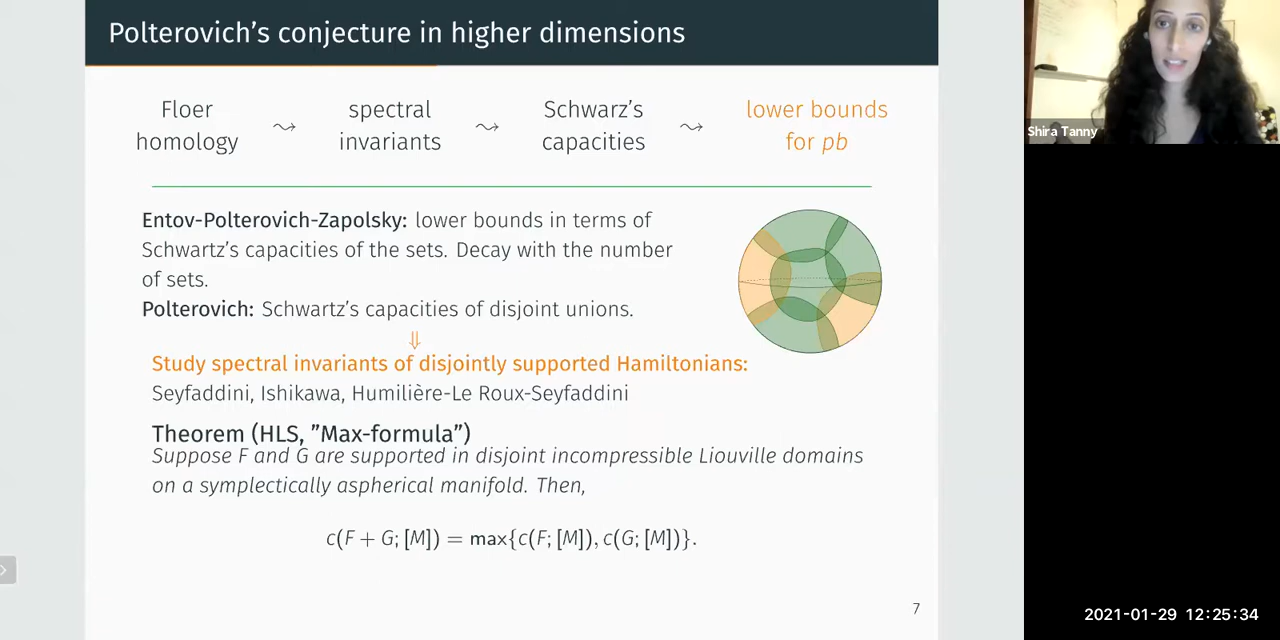 Polterovich's conjecture in higher dimensions
Floer homology ⤳ spectral invariants ⤳ Schwarz's capacities ⤳ lower bounds for pb
Entov-Polterovich-Zapolsky: lower bounds in terms of
Schwartz's capacities of the sets. Decay with the number
of sets.
Polterovich: Schwartz's capacities of disjoint unions.
⇓
Study spectral invariants of disjointly supported Hamiltonians:
Seyfaddini, Ishikawa, Humilière-Le Roux-Seyfaddini
Theorem (HLS, ”Max-formula”)
Suppose F and G are supported in disjoint incompressible Liouville domains
on a symplectically aspherical manifold. Then,
c(F + G; [M]) = max{c(F; [M]), c(G; [M])}.
7
Shira Tanny
2021-01-29 12:25:34